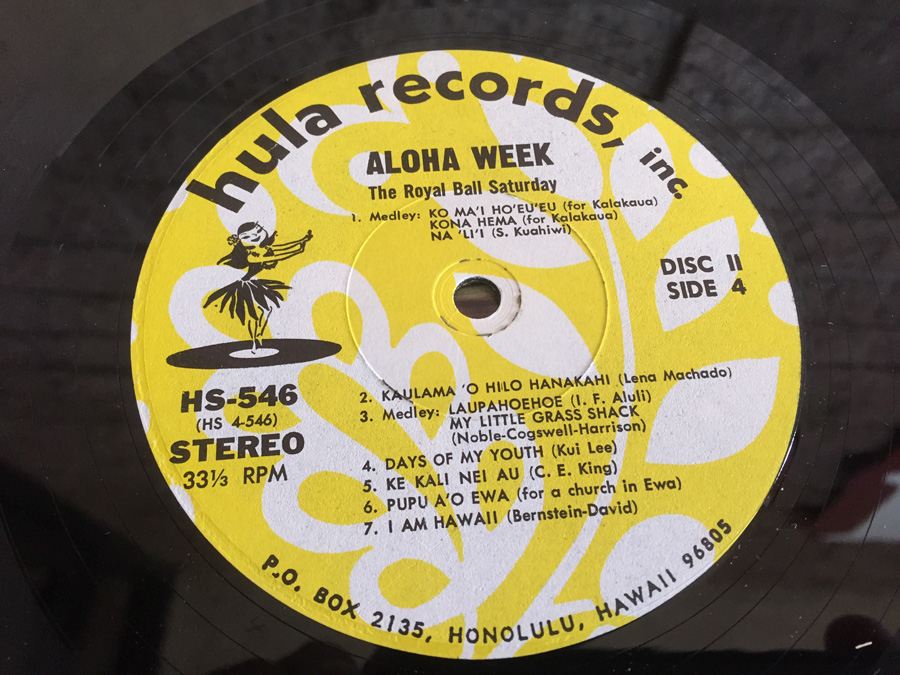 hula records, inc.
ALOHA WEEK
The Royal Ball Saturday
1. Medley: KO MA'I HO'EU'EU (for Kalakaua)
KONA HEMA (for Kalakaua)
NA 'LI'I (S. Kuahiwi)
DISC II
SIDE 4
HS-546
(HS 4-546)
STEREO
33⅓ RPM
2. KAULAMA 'O HILO HANAKAHI (Lena Machado)
3. Medley: LAUPAHOEHOE (I. F. Aluli)
MY LITTLE GRASS SHACK
(Noble-Cogswell-Harrison)
4. DAYS OF MY YOUTH (Kui Lee)
5. KE KALI NEI AU (C. E. King)
6. PUPU A'O EWA (for a church in Ewa)
7. I AM HAWAII (Bernstein-David)
P.O. BOX 2135, HONOLULU, HAWAII 96805